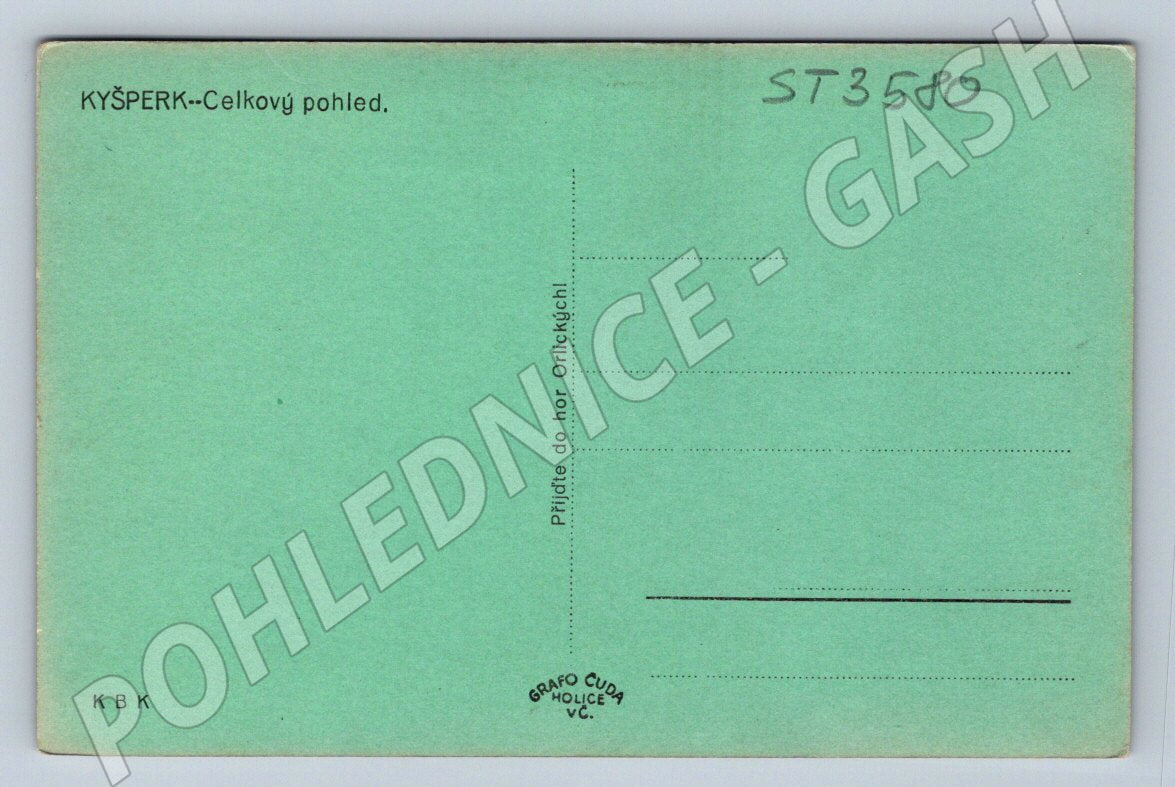 KYŠPERK--Celkový pohled.
ST3580
Přijďte do hor Orlických!
K B K
GRAFO ČUDA
HOLICE
VČ.
POHLEDNICE - GASH